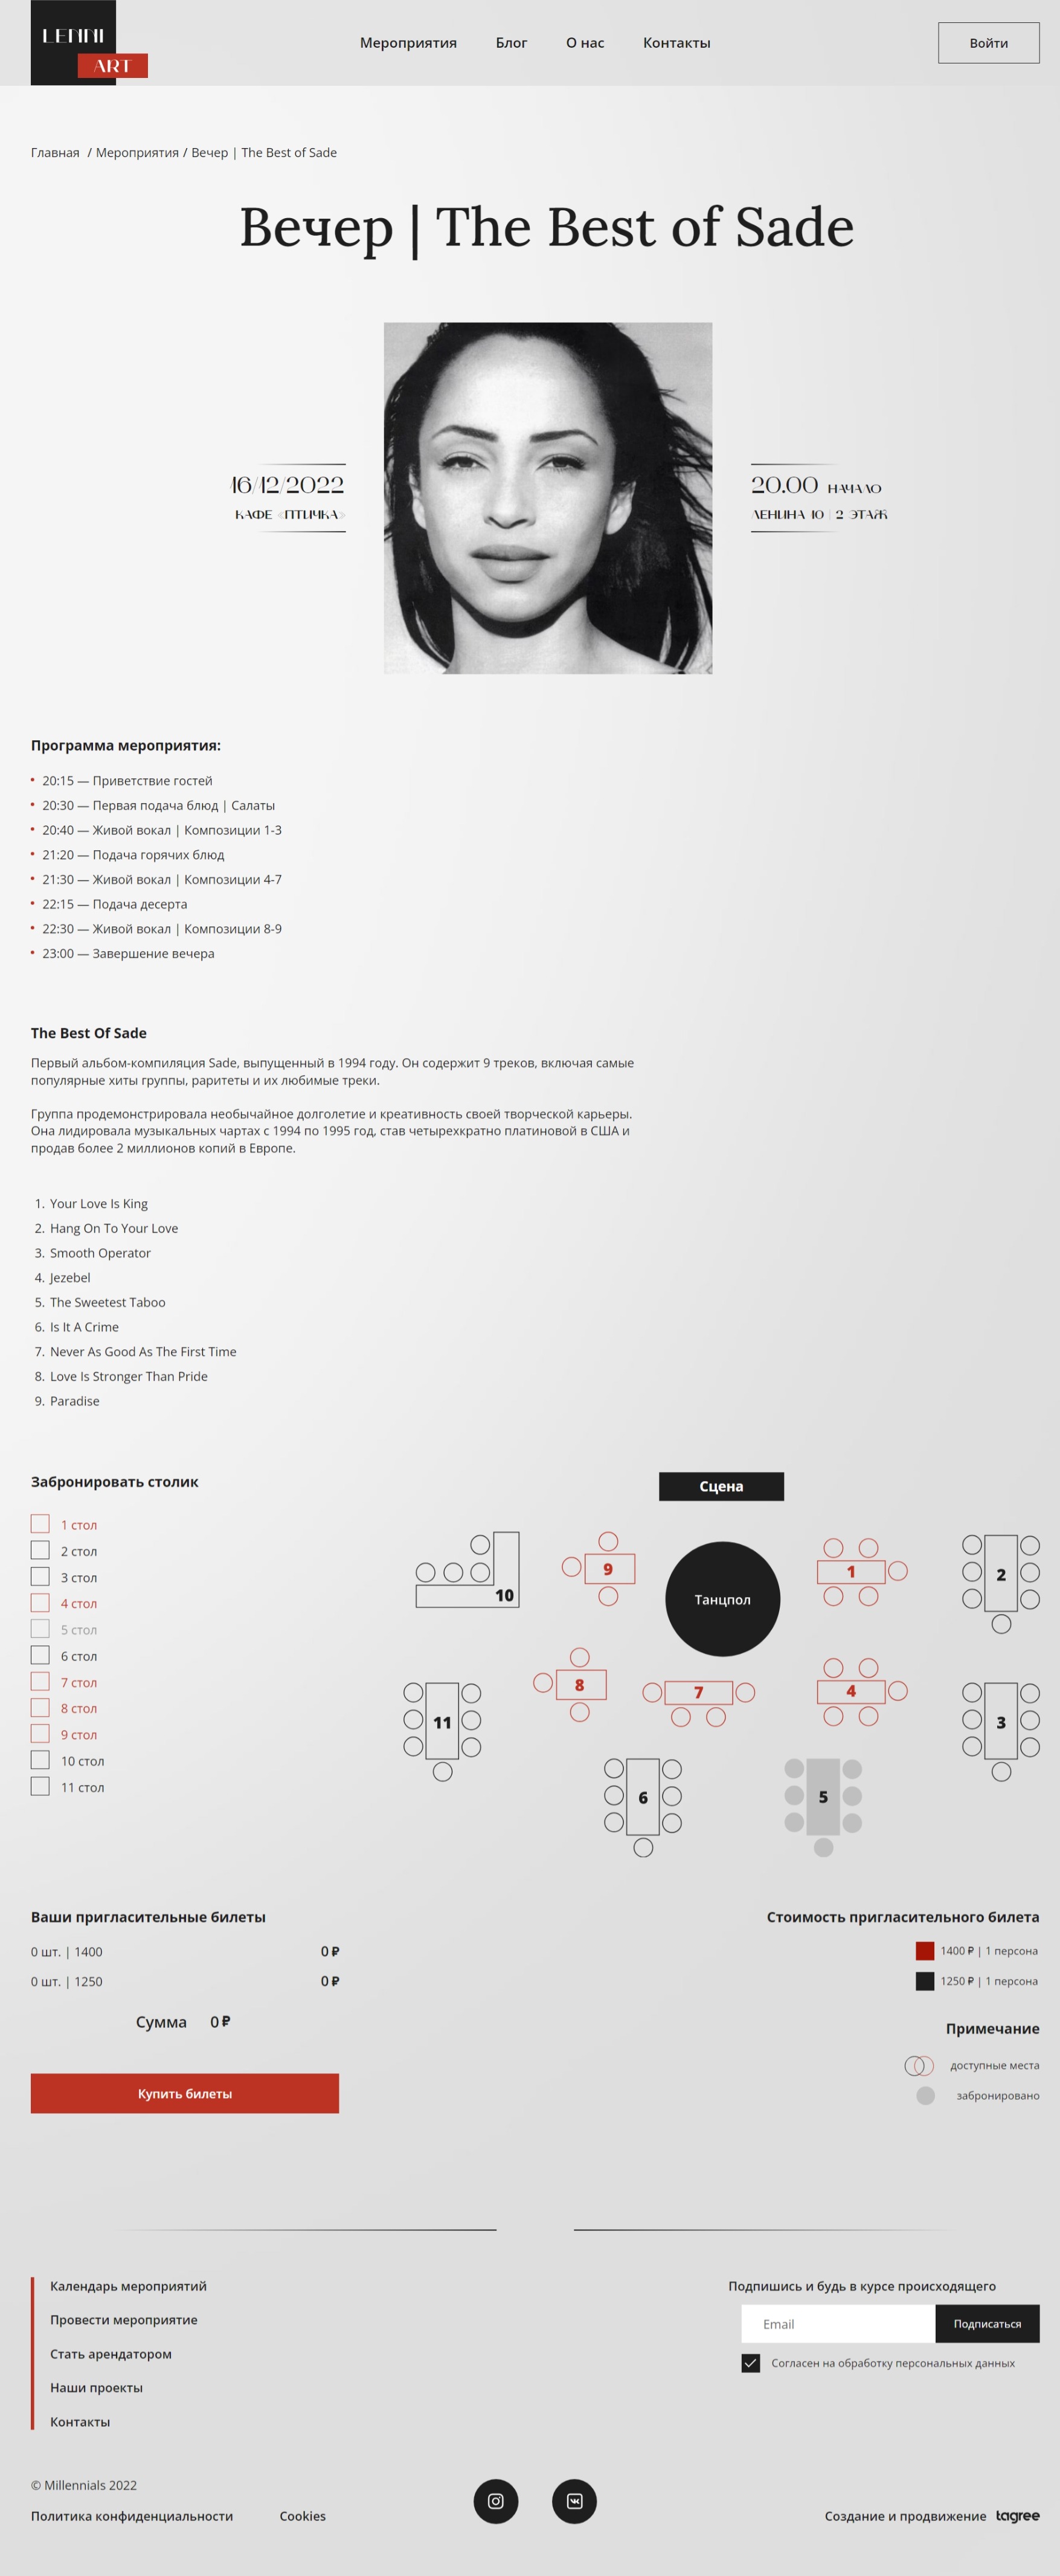 LENNI
ART
Мероприятия
Блог
О нас
Контакты
Войти
Главная / Мероприятия / Вечер | The Best of Sade
Вечер | The Best of Sade
16/12/2022
КАФЕ «ПТИЧКА»
20.00 НАЧАЛО
ЛЕНИНА 10 | 2 ЭТАЖ
Программа мероприятия:
20:15 — Приветствие гостей
20:30 — Первая подача блюд | Салаты
20:40 — Живой вокал | Композиции 1-3
21:20 — Подача горячих блюд
21:30 — Живой вокал | Композиции 4-7
22:15 — Подача десерта
22:30 — Живой вокал | Композиции 8-9
23:00 — Завершение вечера
The Best Of Sade
Первый альбом-компиляция Sade, выпущенный в 1994 году. Он содержит 9 треков, включая самые
популярные хиты группы, раритеты и их любимые треки.
Группа продемонстрировала необычайное долголетие и креативность своей творческой карьеры.
Она лидировала музыкальных чартах с 1994 по 1995 год, став четырехкратно платиновой в США и
продав более 2 миллионов копий в Европе.
1. Your Love Is King
2. Hang On To Your Love
3. Smooth Operator
4. Jezebel
5. The Sweetest Taboo
6. Is It A Crime
7. Never As Good As The First Time
8. Love Is Stronger Than Pride
9. Paradise
Забронировать столик
1 стол
2 стол
3 стол
4 стол
5 стол
6 стол
7 стол
8 стол
9 стол
10 стол
11 стол
Сцена
Танцпол
10
9
1
2
11
8
7
4
3
6
5
Ваши пригласительные билеты
0 шт. | 1400 0 ₽
0 шт. | 1250 0 ₽
Сумма 0 ₽
Купить билеты
Стоимость пригласительного билета
1400 ₽ | 1 персона
1250 ₽ | 1 персона
Примечание
доступные места
забронировано
Календарь мероприятий
Провести мероприятие
Стать арендатором
Наши проекты
Контакты
Подпишись и будь в курсе происходящего
Email
Подписаться
Согласен на обработку персональных данных
© Millennials 2022
Политика конфиденциальности
Cookies
Создание и продвижение tagree